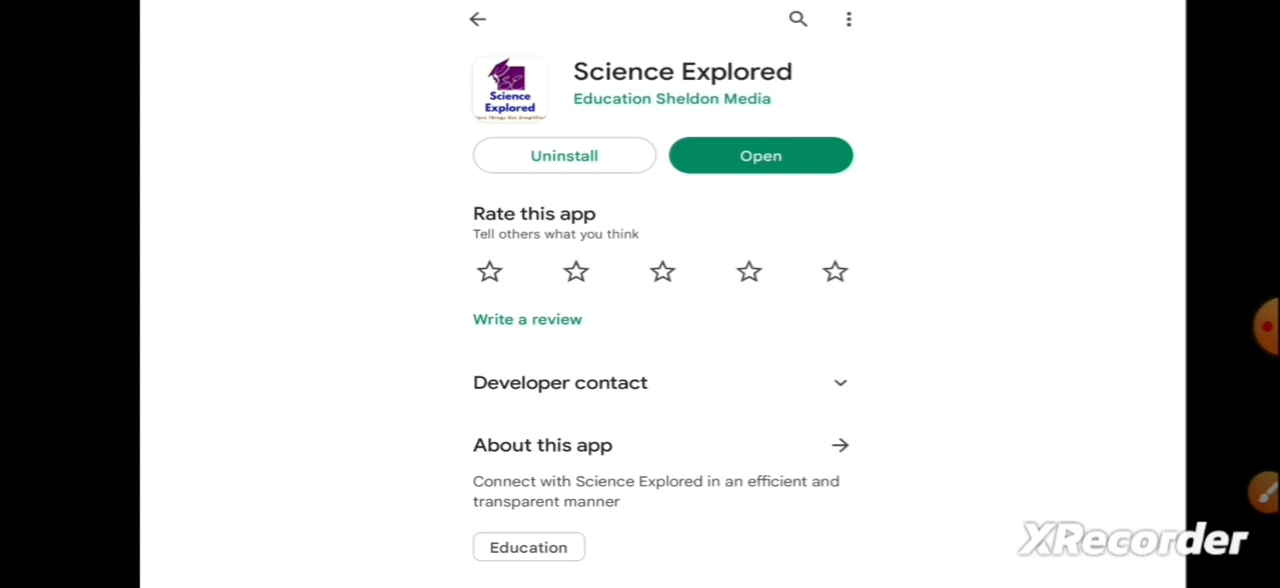 Science Explored
Education Sheldon Media
Science
Explored
Uninstall
Open
Rate this app
Tell others what you think
Write a review
Developer contact
About this app
Connect with Science Explored in an efficient and
transparent manner
Education
XRecorder